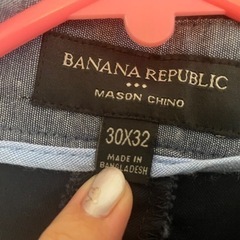 BANANA REPUBLIC
MASON CHINO
30X32
MADE IN
BANGLADESH